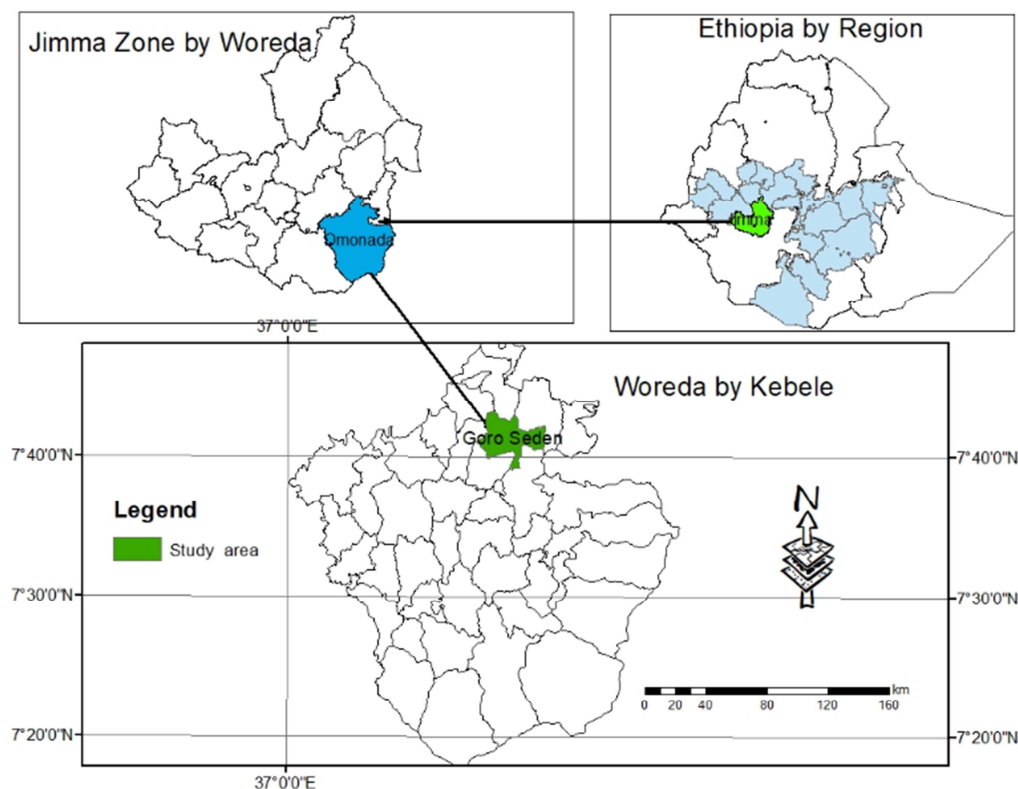 Jimma Zone by Woreda
Omonada
Ethiopia by Region
Jimma
37°0'0"E
Woreda by Kebele
Goro Seden
7°40'0"N
7°40'0"N
Legend
Study area
N
7°30'0"N
7°30'0"N
km
0 20 40 80 120 160
7°20'0"N
7°20'0"N
37°0'0"E